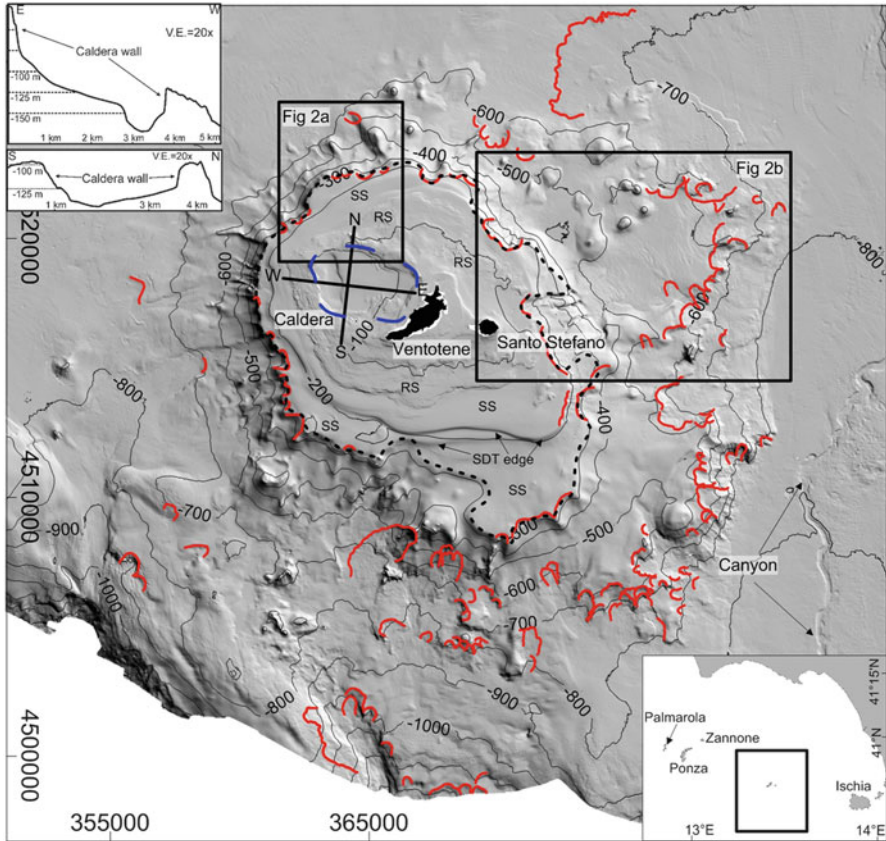 E W
V.E.=20x
Caldera wall
-100 m
-125 m
-150 m
1 km 2 km 3 km 4 km 5 km
S V.E.=20x N
-100 m
Caldera wall
-125 m
1 km 3 km 4 km
Fig 2a
-600
-700
-400
-500
Fig 2b
-300
SS
RS
N
RS
-800
4520000
-600
W
E
-600
Caldera
-100
S
Ventotene
Santo Stefano
-500
-200
RS
SS
-400
-800
SS
SDT edge
SS
4510000
-700
-300
-500
-900
Canyon
-600
-1000
-700
-800
-900
-800
-1000
4500000
41°15'N
Palmarola
Zannone
41°N
Ponza
Ischia
13°E 14°E
355000 365000